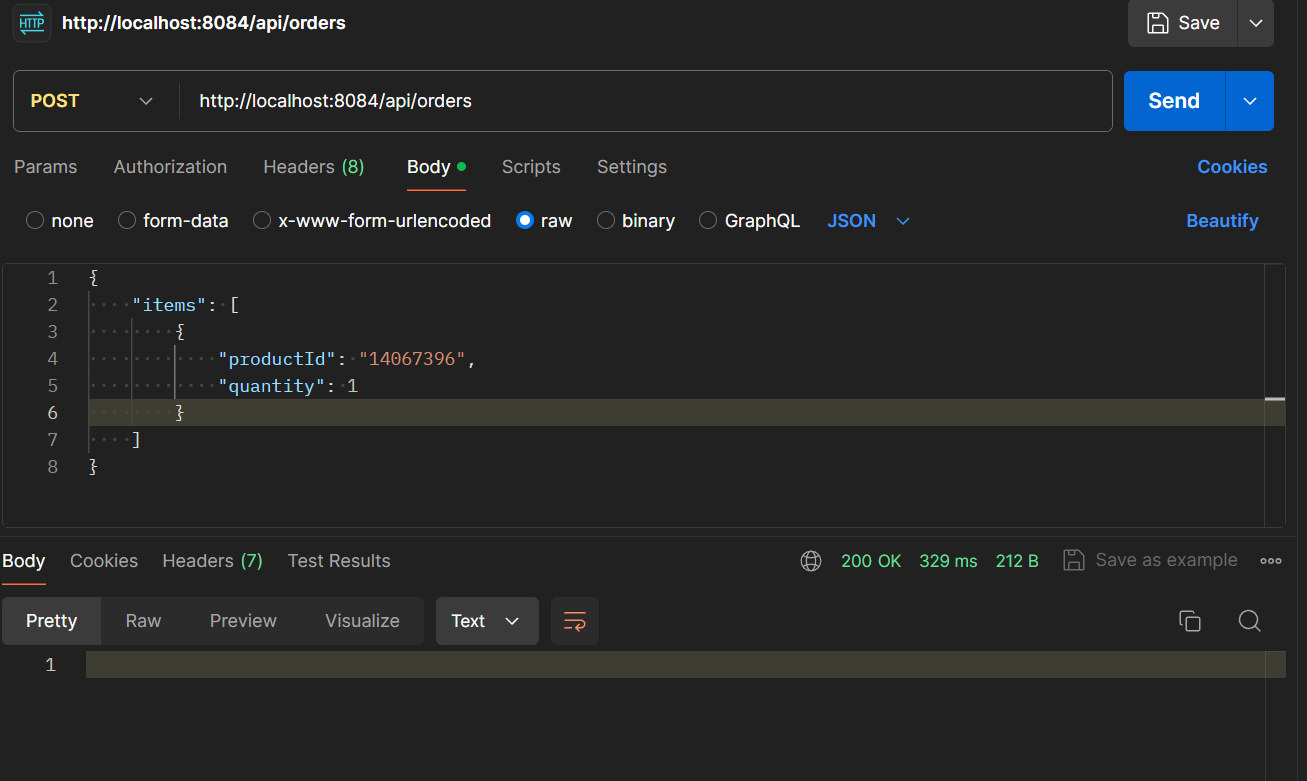 HTTP http://localhost:8084/api/orders Save
POST http://localhost:8084/api/orders Send
Params Authorization Headers (8) Body Scripts Settings Cookies
none form-data x-www-form-urlencoded raw binary GraphQL JSON Beautify
1 {
2 "items": [
3 {
4 "productId": "14067396",
5 "quantity": 1
6 }
7 ]
8 }
Body Cookies Headers (7) Test Results 200 OK 329 ms 212 B Save as example
Pretty Raw Preview Visualize Text
1